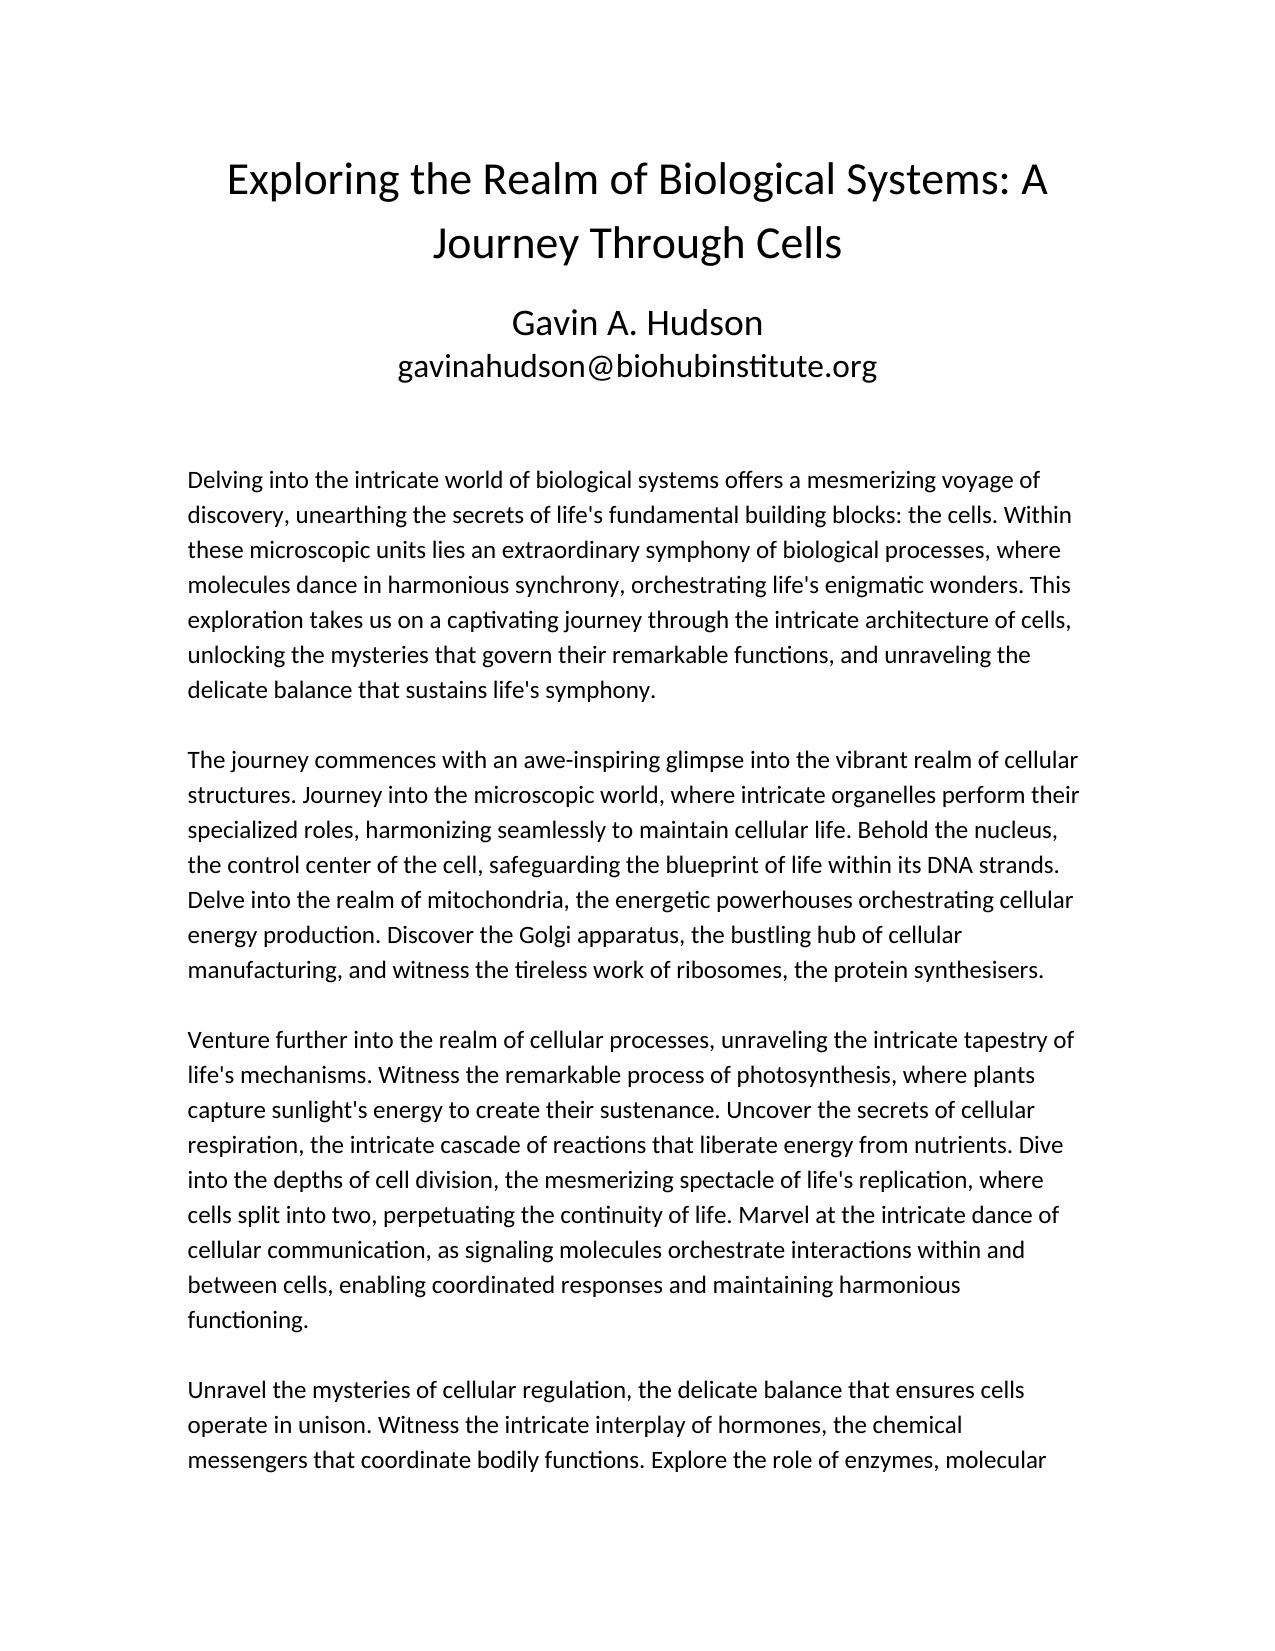 Exploring the Realm of Biological Systems: A
Journey Through Cells
Gavin A. Hudson
gavinahudson@biohubinstitute.org
Delving into the intricate world of biological systems offers a mesmerizing voyage of
discovery, unearthing the secrets of life's fundamental building blocks: the cells. Within
these microscopic units lies an extraordinary symphony of biological processes, where
molecules dance in harmonious synchrony, orchestrating life's enigmatic wonders. This
exploration takes us on a captivating journey through the intricate architecture of cells,
unlocking the mysteries that govern their remarkable functions, and unraveling the
delicate balance that sustains life's symphony.
The journey commences with an awe-inspiring glimpse into the vibrant realm of cellular
structures. Journey into the microscopic world, where intricate organelles perform their
specialized roles, harmonizing seamlessly to maintain cellular life. Behold the nucleus,
the control center of the cell, safeguarding the blueprint of life within its DNA strands.
Delve into the realm of mitochondria, the energetic powerhouses orchestrating cellular
energy production. Discover the Golgi apparatus, the bustling hub of cellular
manufacturing, and witness the tireless work of ribosomes, the protein synthesisers.
Venture further into the realm of cellular processes, unraveling the intricate tapestry of
life's mechanisms. Witness the remarkable process of photosynthesis, where plants
capture sunlight's energy to create their sustenance. Uncover the secrets of cellular
respiration, the intricate cascade of reactions that liberate energy from nutrients. Dive
into the depths of cell division, the mesmerizing spectacle of life's replication, where
cells split into two, perpetuating the continuity of life. Marvel at the intricate dance of
cellular communication, as signaling molecules orchestrate interactions within and
between cells, enabling coordinated responses and maintaining harmonious
functioning.
Unravel the mysteries of cellular regulation, the delicate balance that ensures cells
operate in unison. Witness the intricate interplay of hormones, the chemical
messengers that coordinate bodily functions. Explore the role of enzymes, molecular